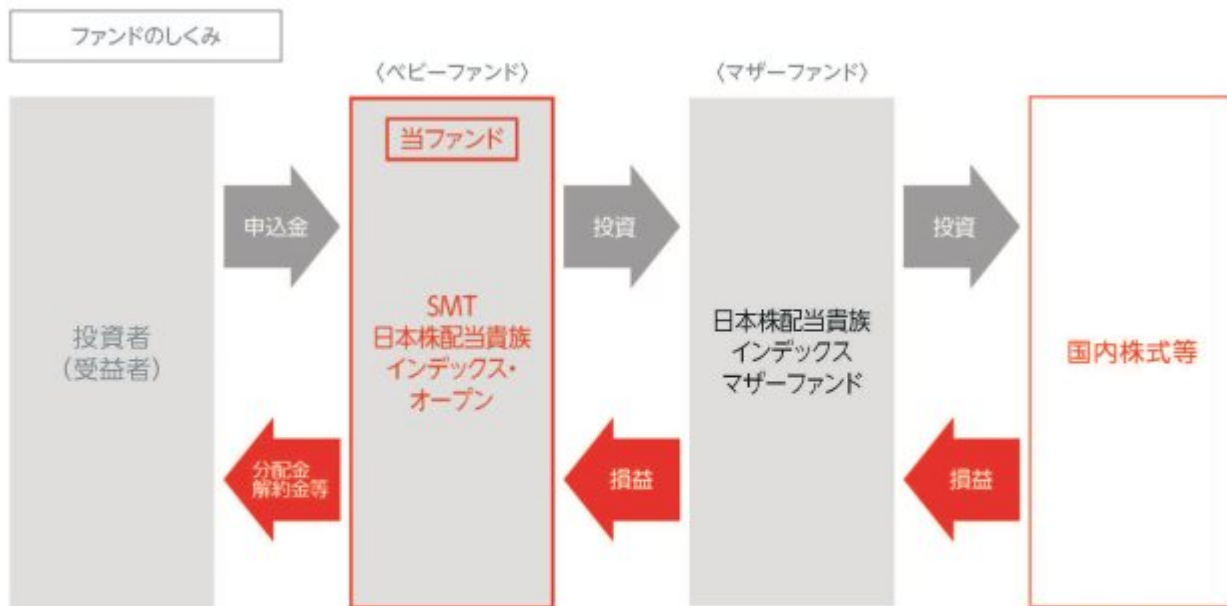 ファンドのしくみ
〈ベビーファンド〉
〈マザーファンド〉
当ファンド
申込金
投資
投資
投資者
(受益者)
SMT
日本株配当貴族
インデックス・
オープン
日本株配当貴族
インデックス
マザーファンド
国内株式等
分配金
解約金等
損益
損益